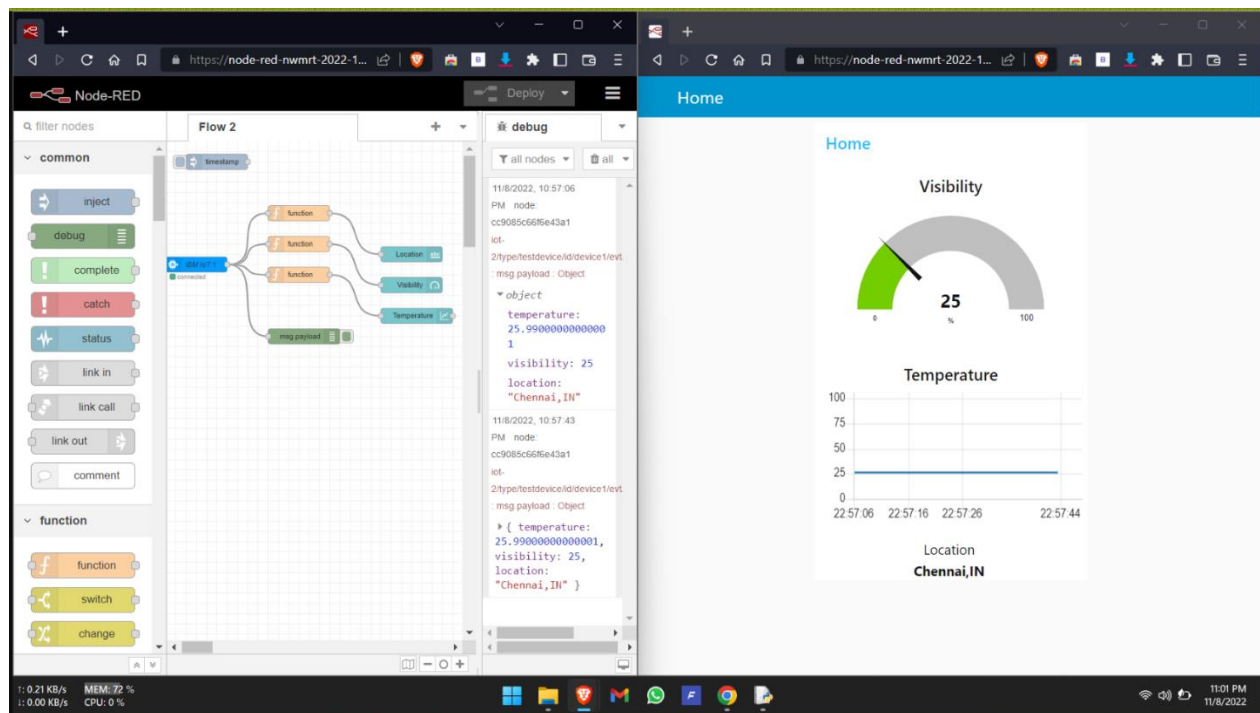 https://node-red-nwmrt-2022-1...
Node-RED
Deploy
filter nodes
common
inject
debug
complete
catch
status
link in
link call
link out
comment
function
function
switch
change
Flow 2
timestamp
function
function
function
connected
msg.payload
Location
abc
Visibility
Temperature
debug
all nodes
all
11/8/2022, 10:57:06
PM node:
cc9085c66f6e43a1
iot-
2/type/testdevice/id/device1/evt
: msg.payload : Object
object
temperature:
25.9900000000000
1
visibility: 25
location:
"Chennai,IN"
11/8/2022, 10:57:43
PM node:
cc9085c66f6e43a1
iot-
2/type/testdevice/id/device1/evt
: msg.payload : Object
{ temperature:
25.99000000000001,
visibility: 25,
location:
"Chennai,IN" }
https://node-red-nwmrt-2022-1...
Home
Home
Visibility
25
%
0
100
Temperature
100
75
50
25
0
22:57:06 22:57:16 22:57:26 22:57:44
Location
Chennai,IN
: 0.21 KB/s MEM: 72 %
: 0.00 KB/s CPU: 0 %
11:01 PM
11/8/2022